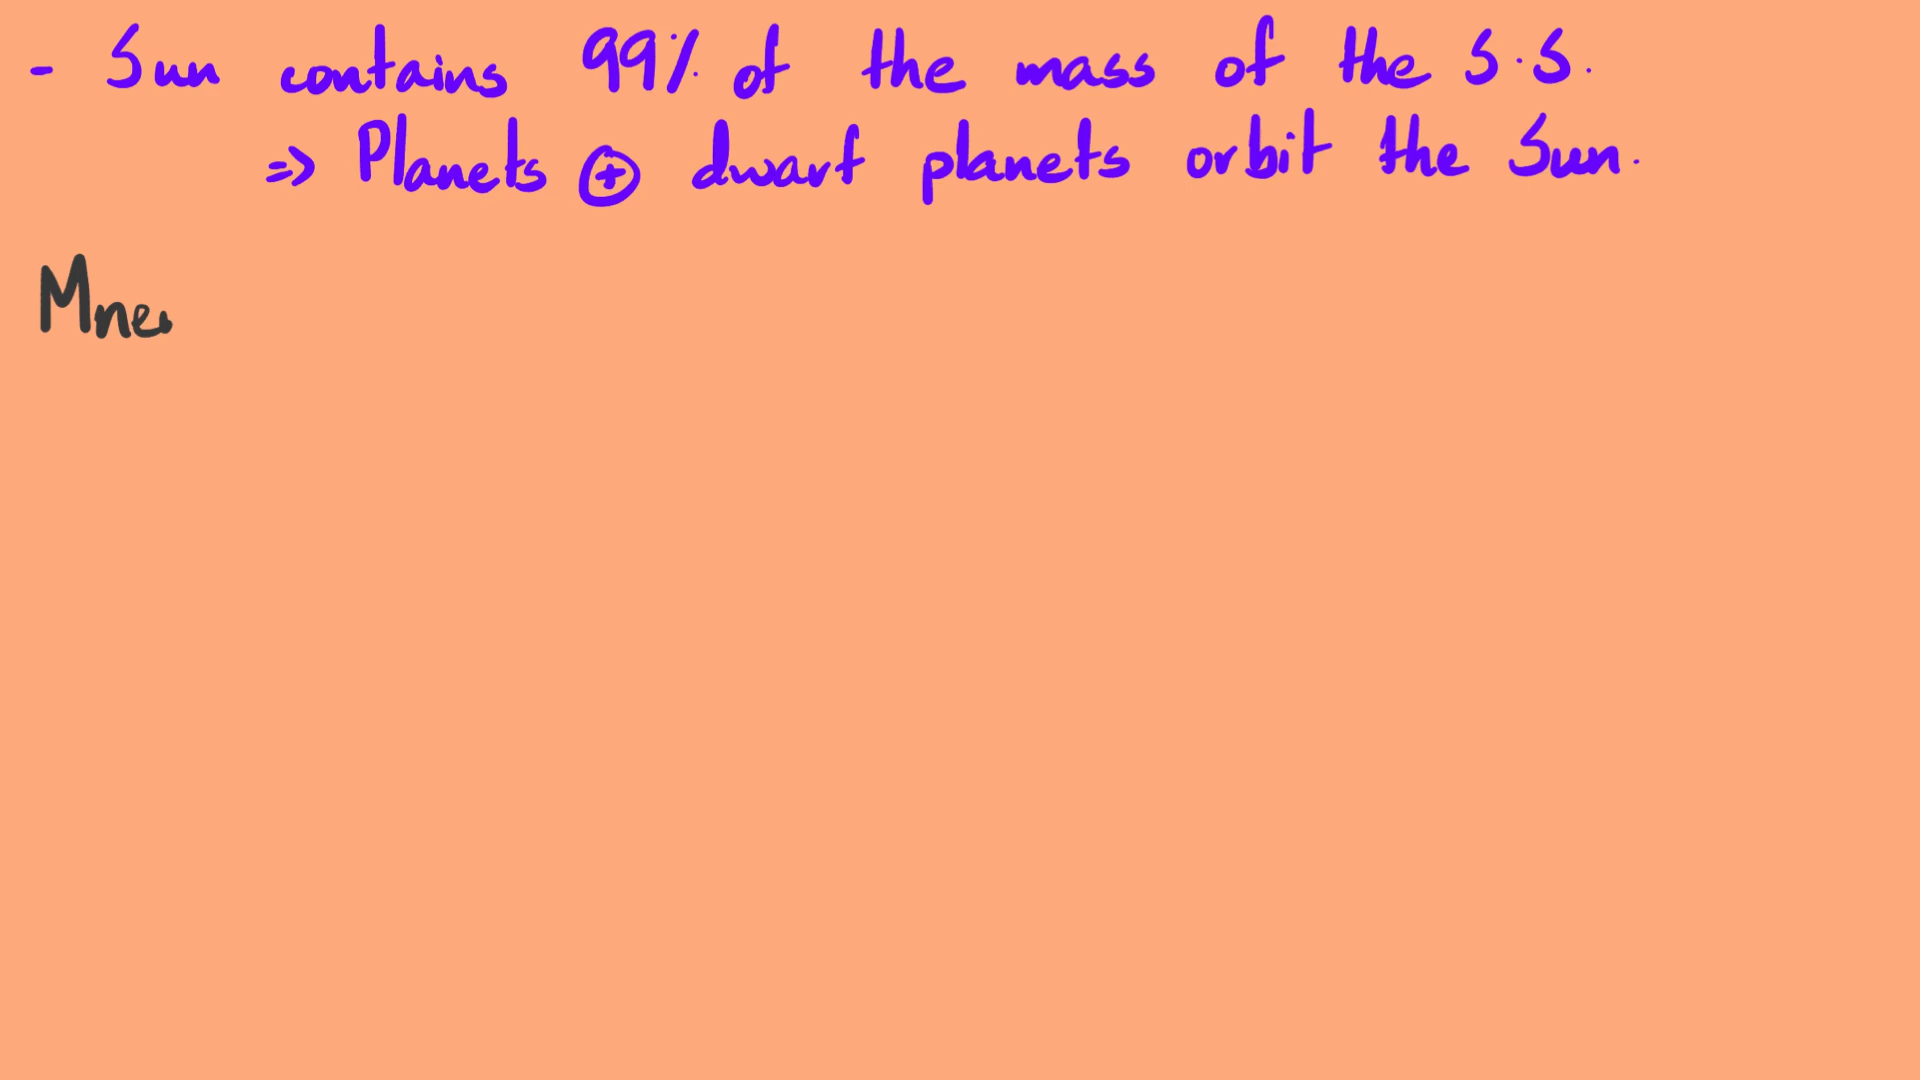 - Sun contains 99% of the mass of the S.S.
=> Planets ⊕ dwarf planets orbit the Sun.
Mne